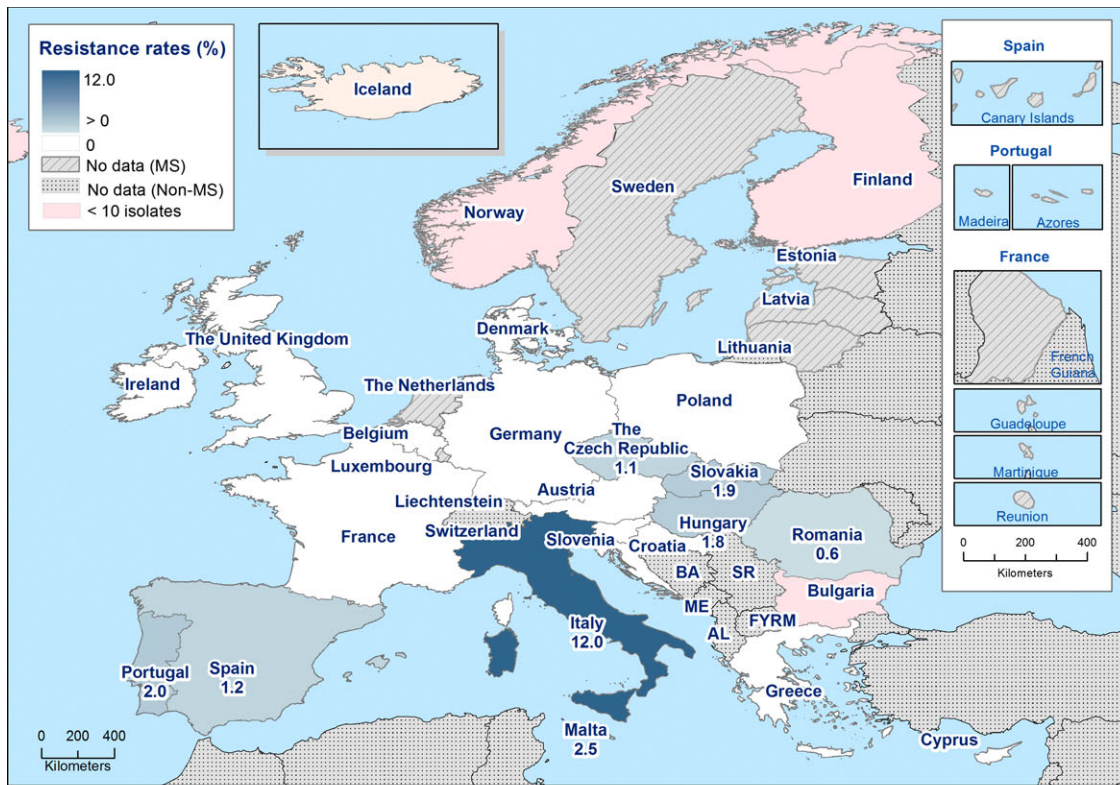 Resistance rates (%)
12.0
> 0
0
No data (MS)
No data (Non-MS)
< 10 isolates
Iceland
Spain
Canary Islands
Portugal
Madeira
Azores
France
French
Guiana
Guadeloupe
Martinique
Reunion
0 200 400
Kilometers
Finland
Sweden
Norway
Estonia
Latvia
Lithuania
Denmark
The United Kingdom
Ireland
The Netherlands
Poland
Belgium
Germany
The
Czech Republic
1.1
Luxembourg
Slovakia
1.9
Austria
Liechtenstein
Hungary
1.8
France
Switzerland
Slovenia
Croatia
Romania
0.6
BA
SR
Bulgaria
ME
FYRM
AL
Italy
12.0
Portugal
2.0
Spain
1.2
Greece
Malta
2.5
Cyprus
0 200 400
Kilometers